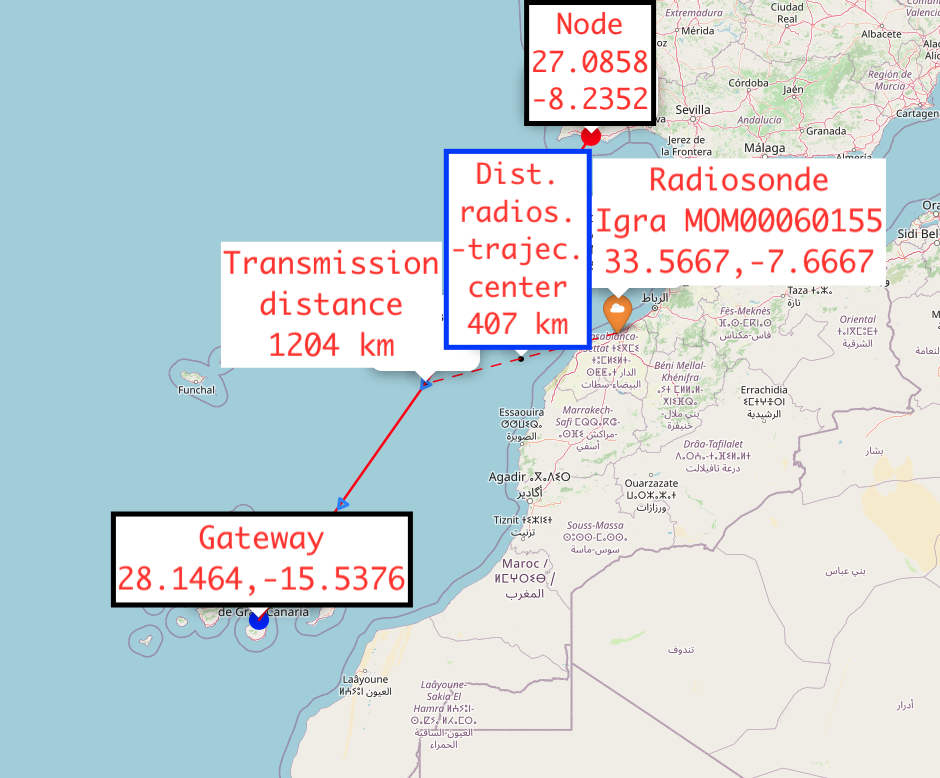 Extremadura
Ciudad
Real
Mérida
Albacete
Node
27.0858
-8.2352
Región de
Murcia
Córdoba
Jaén
Sevilla
Andalucía
Cartagena
Granada
Jerez de
la Frontera
Málaga
Almería
Dist.
radios.
-trajec.
center
407 km
Radiosonde
Igra MOM00060155
33.5667,-7.6667
Sidi Bel
Transmission
distance
1204 km
Taza ⵜⴰⵣⴰ
تازة
الرباط
Fès-Meknès
فاس-مكناس
Oriental
الشرقية
Funchal
الدار البيضاء-سطات
Béni Mellal-
Khénifra
بني ملال-
خنيفرة
Errachidia
الرشيدية
Essaouira
الصويرة
Marrakech-
Safi
مراكش-
آسفي
Drâa-Tafilalet
درعة تافيلالت
بشار
Agadir
أكادير
Ouarzazate
ورزازات
Tiznit
تزنيت
Souss-Massa
سوس-ماسة
Maroc /
ⵍⵎⵖⵔⵉⴱ /
المغرب
بني عباس
Gateway
28.1464,-15.5376
de Gran Canaria
تندوف
Laâyoune
العيون
Laâyoune-
Sakia El
Hamra
العيون-الساقية
الحمراء
أدرار